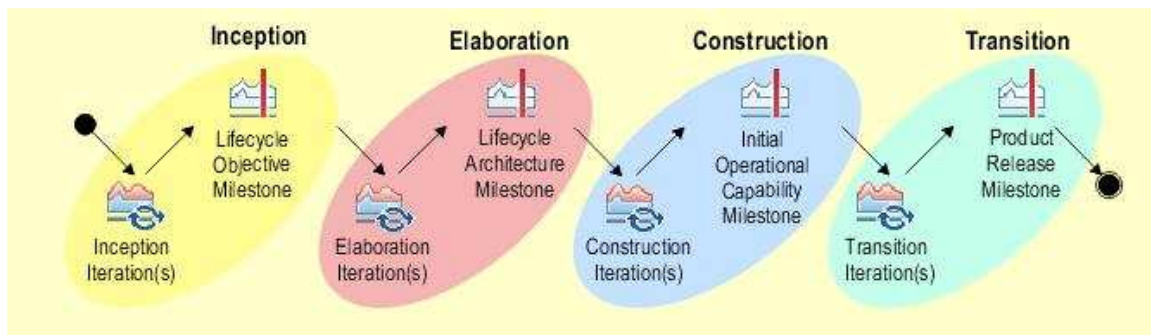 Inception
Lifecycle
Objective
Milestone
Inception
Iteration(s)
Elaboration
Lifecycle
Architecture
Milestone
Elaboration
Iteration(s)
Construction
Initial
Operational
Capability
Milestone
Construction
Iteration(s)
Transition
Product
Release
Milestone
Transition
Iteration(s)